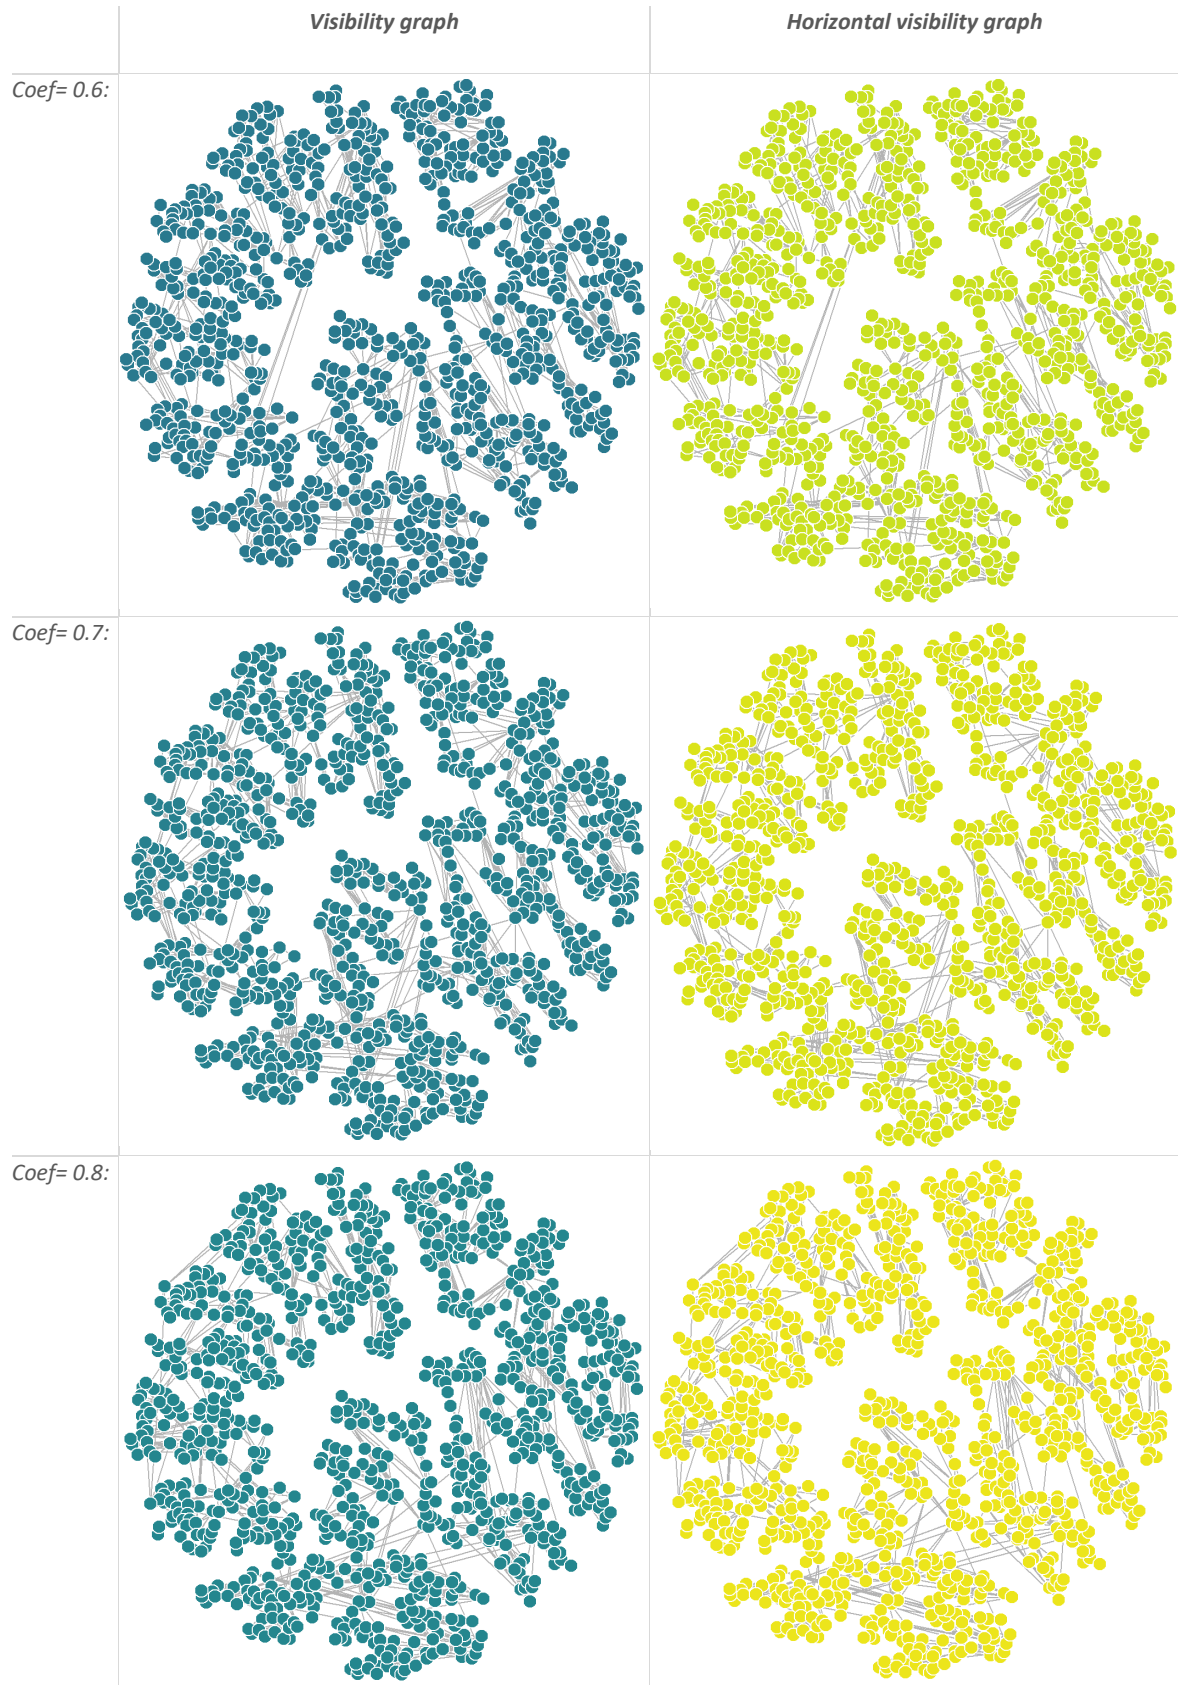 Visibility graph
Horizontal visibility graph
Coef= 0.6:
Coef= 0.7:
Coef= 0.8: